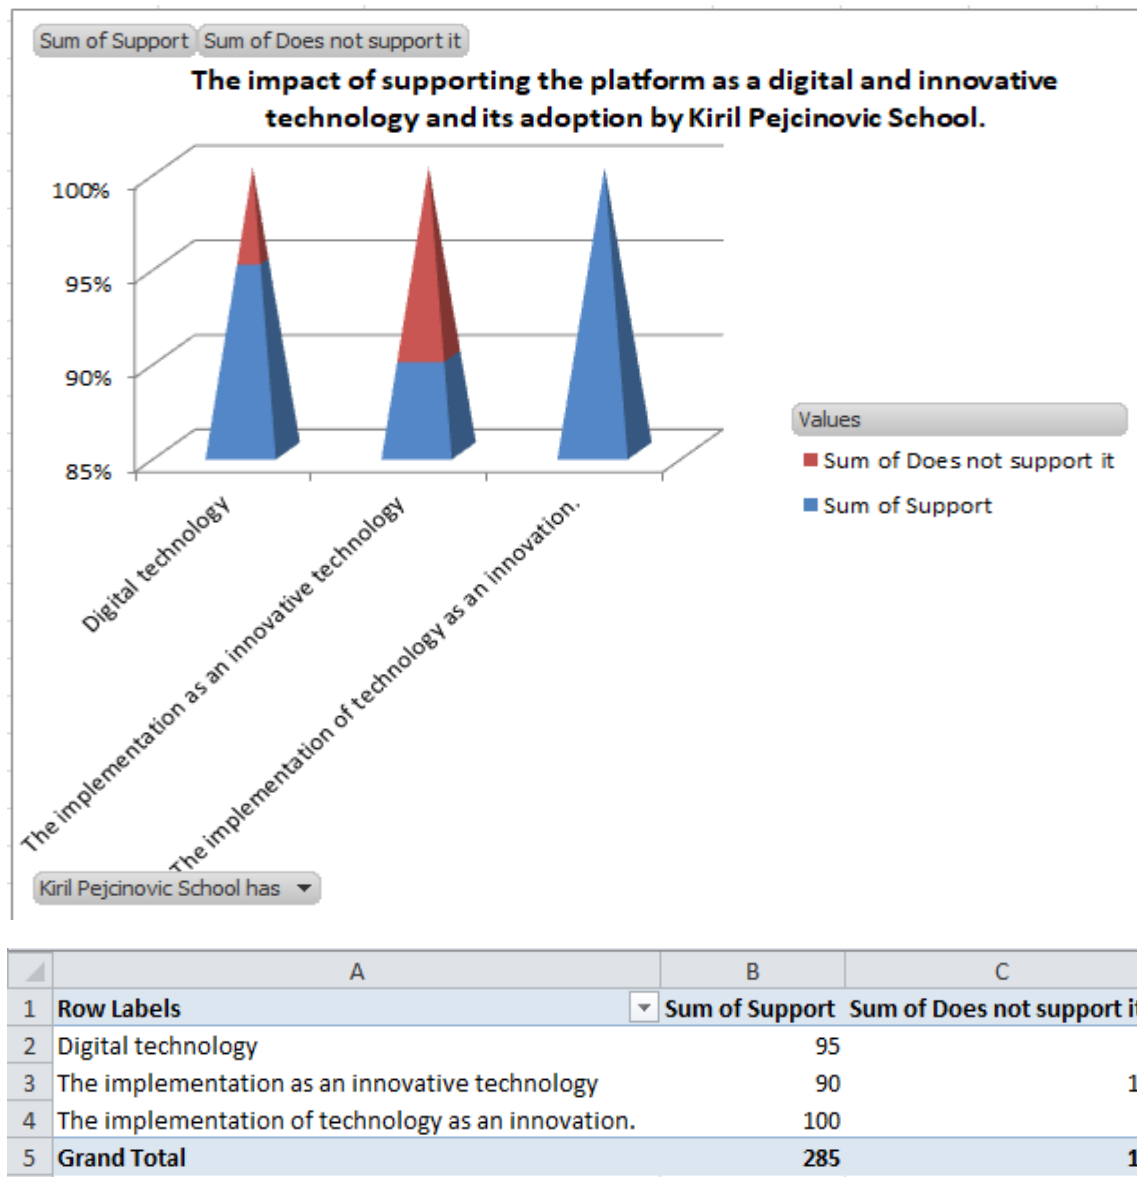 Sum of Support Sum of Does not support it
The impact of supporting the platform as a digital and innovative
technology and its adoption by Kiril Pejcinovic School.
100%
95%
90%
85%
Digital technology
The implementation as an innovative technology
The implementation of technology as an innovation.
Values
Sum of Does not support it
Sum of Support
Kiril Pejcinovic School has
A B C
1 Row Labels Sum of Support Sum of Does not support it
2 Digital technology 95
3 The implementation as an innovative technology 90 1
4 The implementation of technology as an innovation. 100
5 Grand Total 285 1